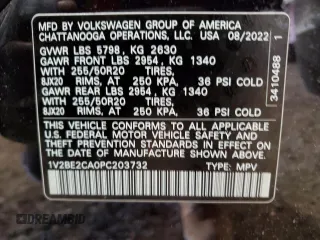 MFD BY VOLKSWAGEN GROUP OF AMERICA
CHATTANOOGA OPERATIONS, LLC. USA 08/2022
GVWR LBS 5798, KG 2630
GAWR FRONT LBS 2954, KG 1340
WITH 255/50R20 TIRES,
8JX20 RIMS, AT 250 KPA, 36 PSI COLD
GAWR REAR LBS 2954, KG 1340
WITH 255/50R20 TIRES,
8JX20 RIMS, AT 250 KPA, 36 PSI COLD
THIS VEHICLE CONFORMS TO ALL APPLICABLE
U.S. FEDERAL MOTOR VEHICLE SAFETY
STANDARDS IN EFFECT ON THE DATE OF
MANUFACTURE SHOWN ABOVE.
1V2BE2CA0PC203732 TYPE: MPV
3410488 1